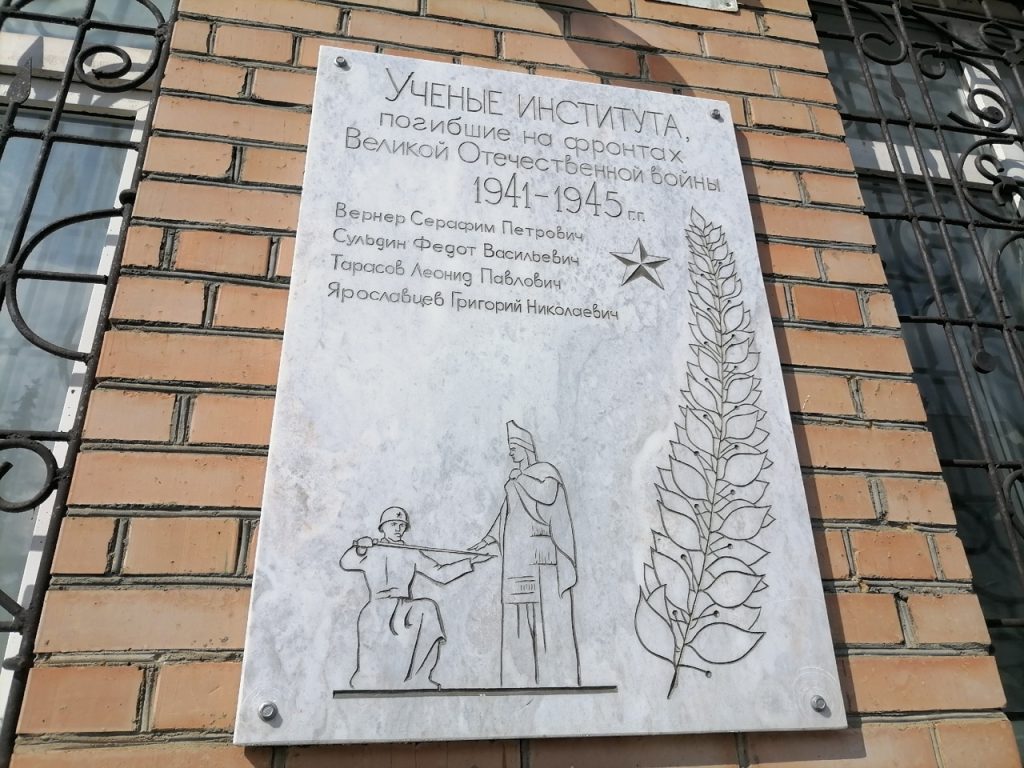 Ученые института,
погибшие на фронтах
Великой Отечественной войны
1941-1945 г.г.
Вернер Серафим Петрович
Сульдин Федот Васильевич
Тарасов Леонид Павлович
Ярославцев Григорий Николаевич